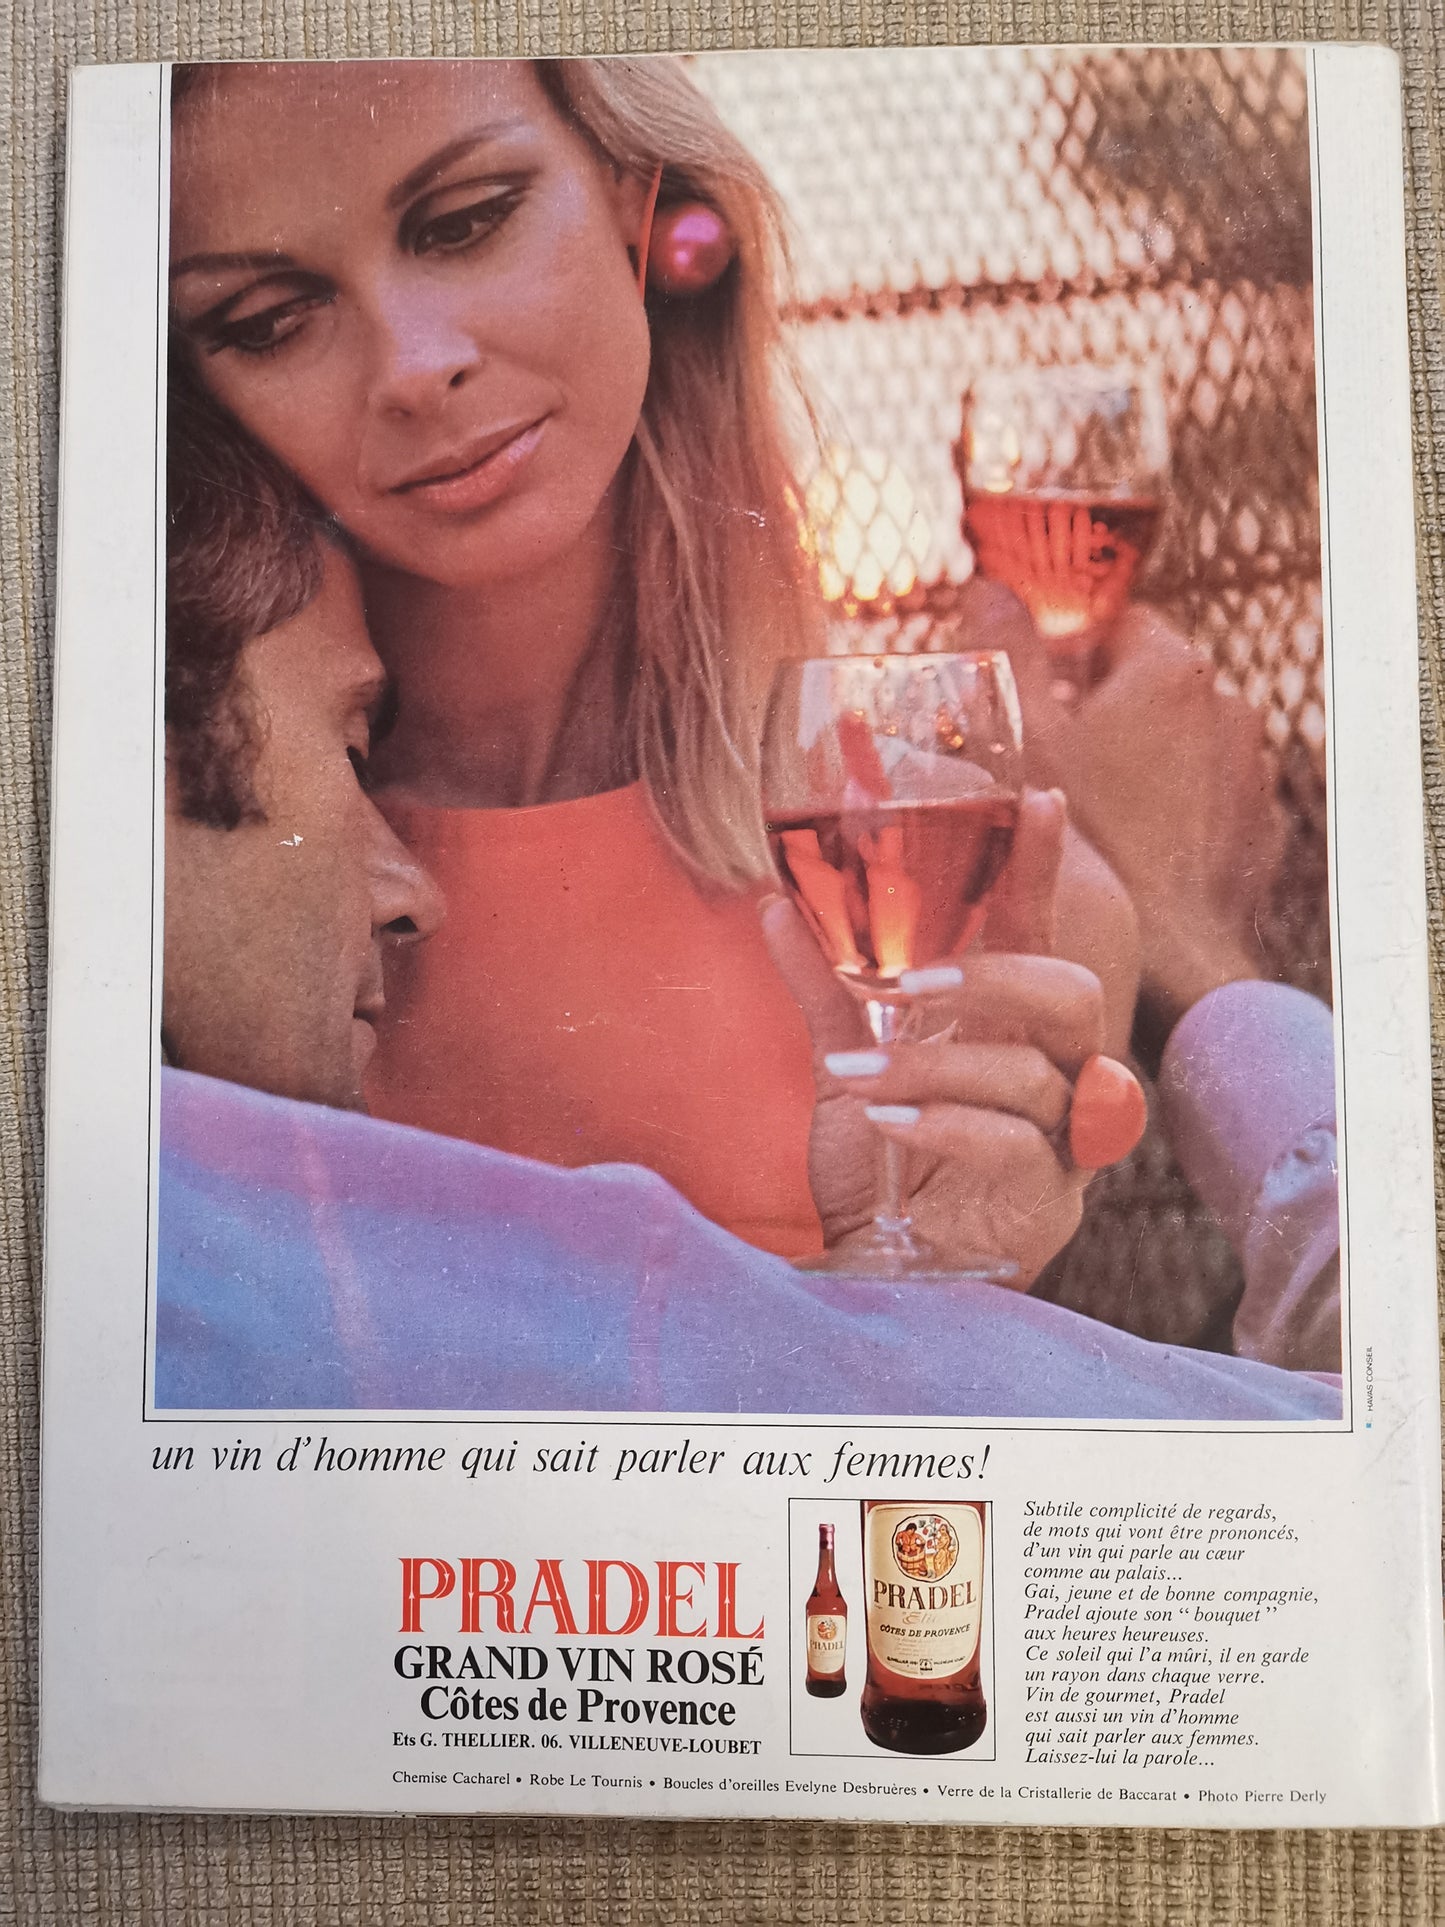 HAVAS CONSEIL
un vin d'homme qui sait parler aux femmes!
PRADEL
GRAND VIN ROSÉ
Côtes de Provence
Ets G. THELLIER. 06. VILLENEUVE-LOUBET
PRADEL
PRADEL
CÔTES DE PROVENCE
Subtile complicité de regards,
de mots qui vont être prononcés,
d'un vin qui parle au cœur
comme au palais...
Gai, jeune et de bonne compagnie,
Pradel ajoute son “ bouquet ”
aux heures heureuses.
Ce soleil qui l'a mûri, il en garde
un rayon dans chaque verre.
Vin de gourmet, Pradel
est aussi un vin d'homme
qui sait parler aux femmes.
Laissez-lui la parole...
Chemise Cacharel • Robe Le Tournis • Boucles d'oreilles Evelyne Desbruères • Verre de la Cristallerie de Baccarat • Photo Pierre Derly